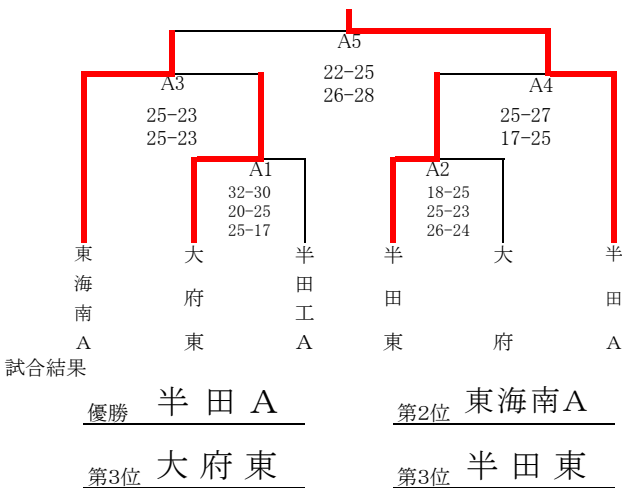 A5
22-25
26-28
A3
25-23
25-23
A4
25-27
17-25
A1
32-30
20-25
25-17
A2
18-25
25-23
26-24
東海南A
大府東
半田工A
半田東
大府
半田A
試合結果
優勝 半田A
第2位 東海南A
第3位 大府東
第3位 半田東